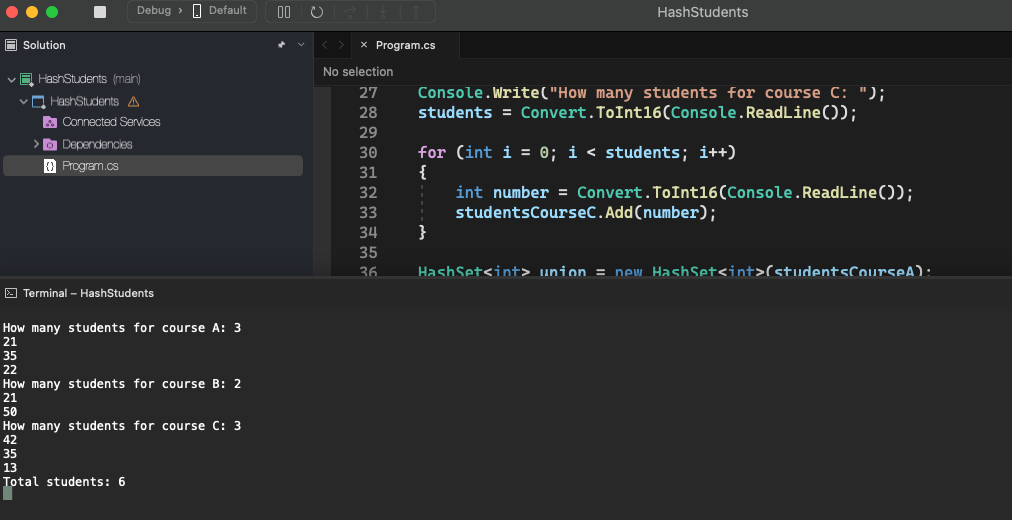 Debug › Default
HashStudents
Solution
Program.cs
No selection
HashStudents (main)
HashStudents
Connected Services
Dependencies
Program.cs
27 Console.Write("How many students for course C: ");
28 students = Convert.ToInt16(Console.ReadLine());
29
30 for (int i = 0; i < students; i++)
31 {
32 int number = Convert.ToInt16(Console.ReadLine());
33 studentsCourseC.Add(number);
34 }
35
36 HashSet<int> union = new HashSet<int>(studentsCourseA);
Terminal – HashStudents
How many students for course A: 3
21
35
22
How many students for course B: 2
21
50
How many students for course C: 3
42
35
13
Total students: 6